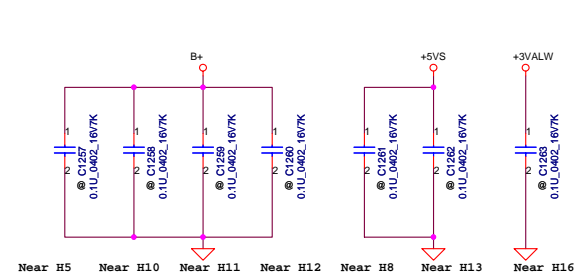 B+
+5VS
+3VALW
1
1
1
1
1
1
1
2
2
2
2
2
2
2
@ C1257
0.1U_0402_16V7K
@ C1258
0.1U_0402_16V7K
@ C1259
0.1U_0402_16V7K
@ C1260
0.1U_0402_16V7K
@ C1261
0.1U_0402_16V7K
@ C1262
0.1U_0402_16V7K
@ C1263
0.1U_0402_16V7K
Near H5 Near H10 Near H11 Near H12 Near H8 Near H13 Near H16